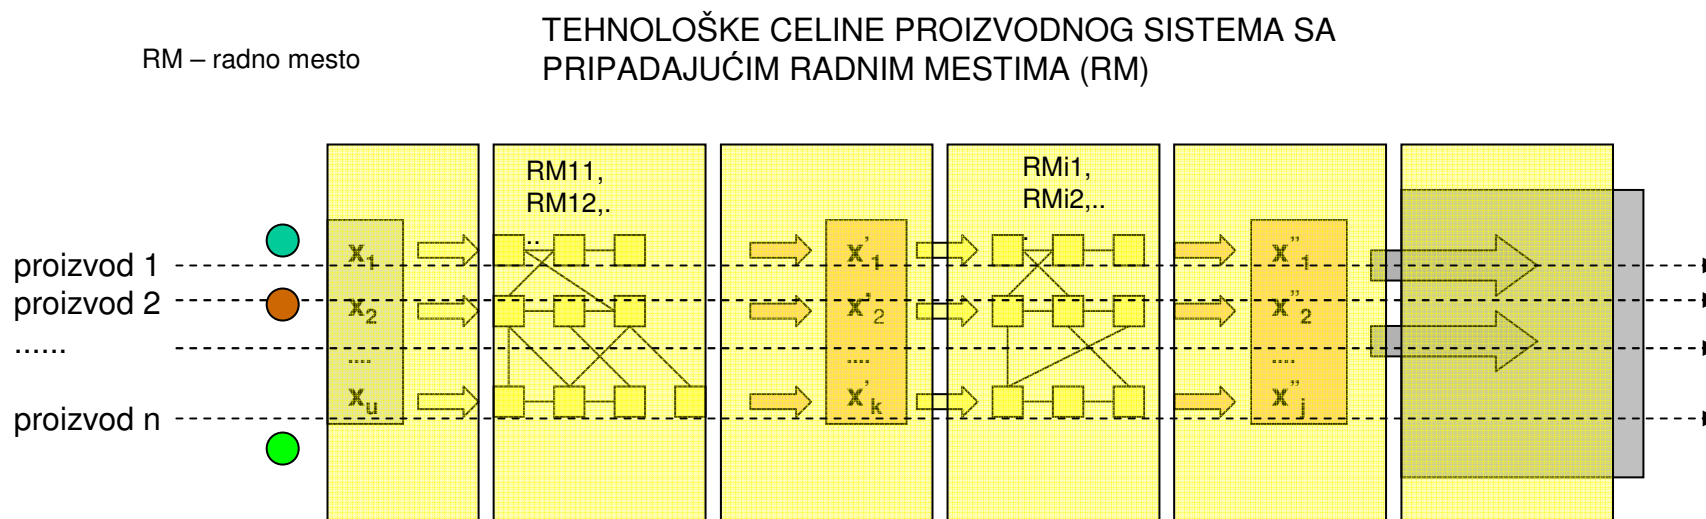 TEHNOLOŠKE CELINE PROIZVODNOG SISTEMA SA
PRIPADAJUĆIM RADNIM MESTIMA (RM)
RM – radno mesto
RM11,
RM12,.
..
RMi1,
RMi2,..
.
proizvod 1
proizvod 2
......
proizvod n
x1
x2
....
xu
x'1
x'2
....
x'k
x"1
x"2
....
x"j